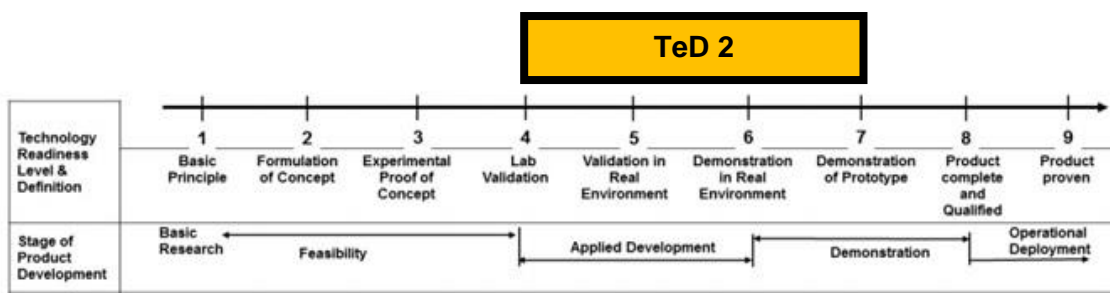 TeD 2
Technology
Readiness
Level &
Definition
1
Basic
Principle
2
Formulation
of Concept
3
Experimental
Proof of
Concept
4
Lab
Validation
5
Validation in
Real
Environment
6
Demonstration
in Real
Environment
7
Demonstration
of Prototype
8
Product
complete
and
Qualified
9
Product
proven
Stage of
Product
Development
Basic
Research
Feasibility
Applied Development
Demonstration
Operational
Deployment